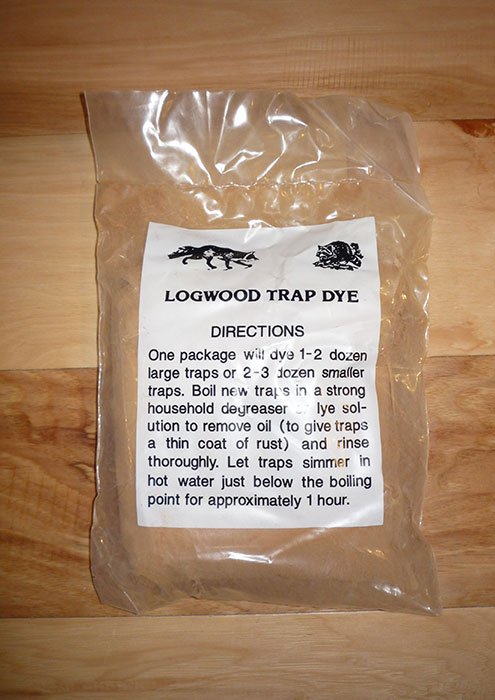 LOGWOOD TRAP DYE
DIRECTIONS
One package will dye 1-2 dozen
large traps or 2-3 dozen smaller
traps. Boil new traps in a strong
household degreaser or lye sol-
ution to remove oil (to give traps
a thin coat of rust) and rinse
thoroughly. Let traps simmer in
hot water just below the boiling
point for approximately 1 hour.